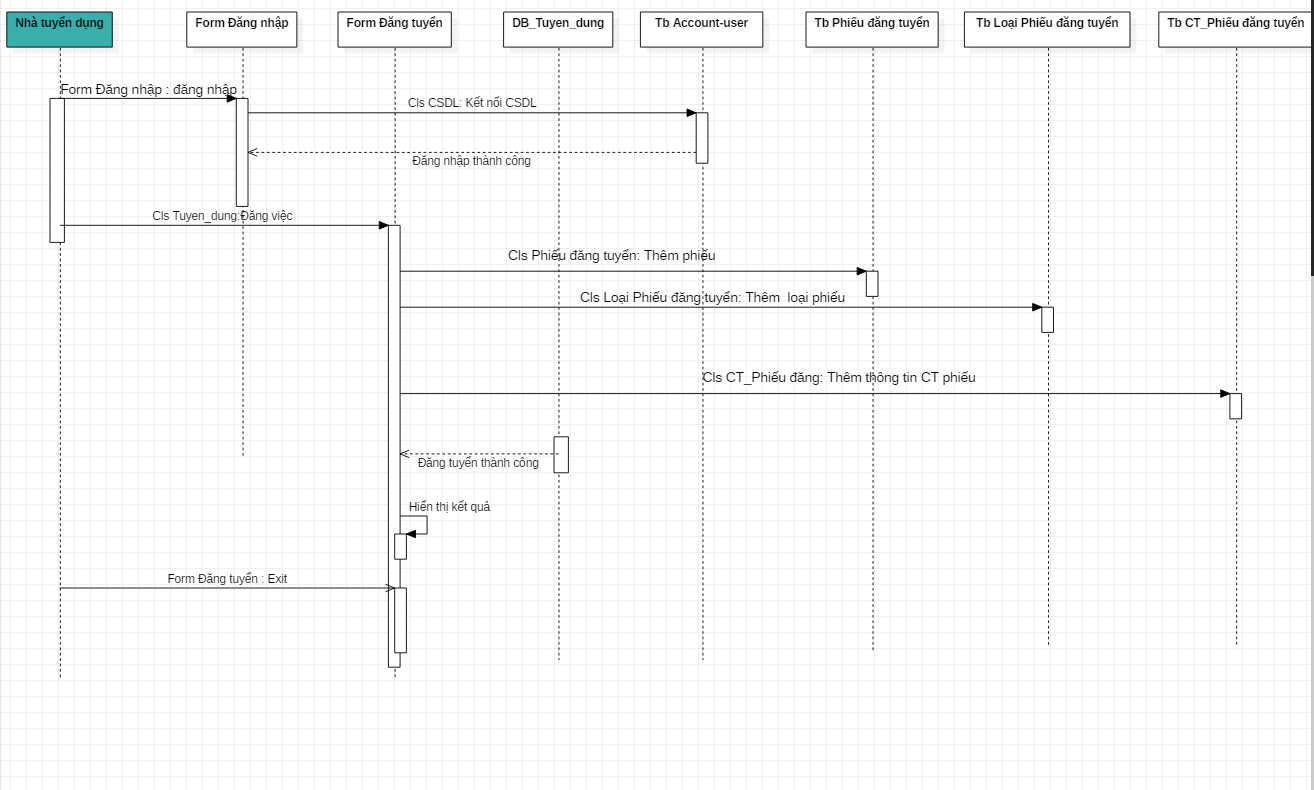 Nhà tuyển dụng
Form Đăng nhập
Form Đăng tuyển
DB_Tuyen_dung
Tb Account-user
Tb Phiếu đăng tuyển
Tb Loại Phiếu đăng tuyển
Tb CT_Phiếu đăng tuyển
Form Đăng nhập : đăng nhập
Cls CSDL: Kết nối CSDL
Đăng nhập thành công
Cls Tuyen_dung:Đăng việc
Cls Phiếu đăng tuyển: Thêm phiếu
Cls Loại Phiếu đăng tuyển: Thêm  loại phiếu
Cls CT_Phiếu đăng: Thêm thông tin CT phiếu
Đăng tuyển thành công
Hiển thị kết quả
Form Đăng tuyển : Exit